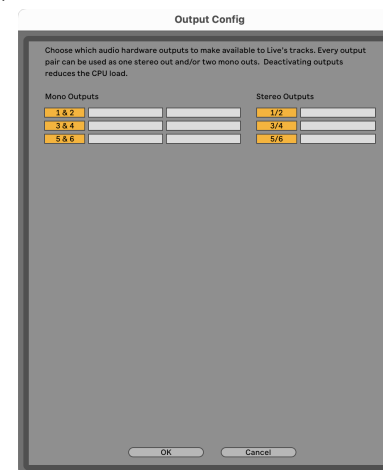 Output Config
Choose which audio hardware outputs to make available to Live's tracks. Every output
pair can be used as one stereo out and/or two mono outs. Deactivating outputs
reduces the CPU load.
Mono Outputs Stereo Outputs
1 & 2 1/2
3 & 4 3/4
5 & 6 5/6
OK Cancel